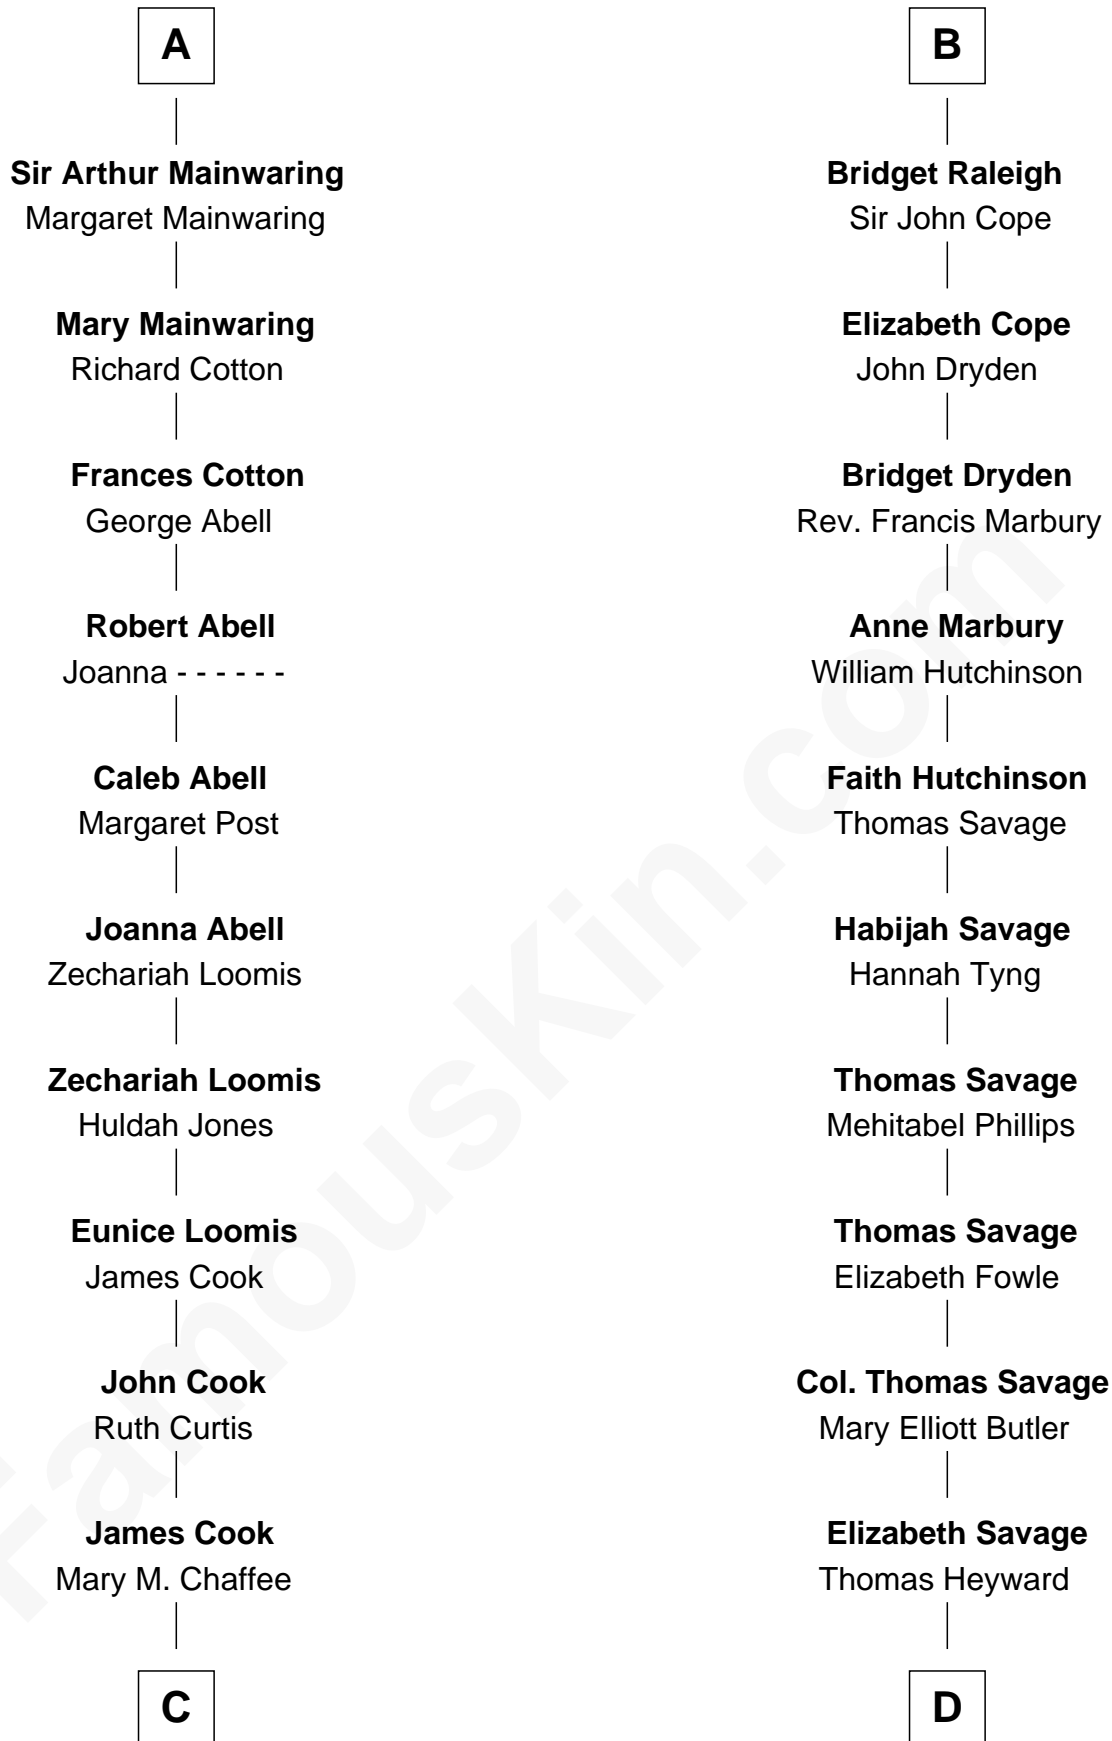 A
Sir Arthur Mainwaring
Margaret Mainwaring
Mary Mainwaring
Richard Cotton
Frances Cotton
George Abell
Robert Abell
Joanna - - - - - -
Caleb Abell
Margaret Post
Joanna Abell
Zechariah Loomis
Zechariah Loomis
Huldah Jones
Eunice Loomis
James Cook
John Cook
Ruth Curtis
James Cook
Mary M. Chaffee
C
B
Bridget Raleigh
Sir John Cope
Elizabeth Cope
John Dryden
Bridget Dryden
Rev. Francis Marbury
Anne Marbury
William Hutchinson
Faith Hutchinson
Thomas Savage
Habijah Savage
Hannah Tyng
Thomas Savage
Mehitabel Phillips
Thomas Savage
Elizabeth Fowle
Col. Thomas Savage
Mary Elliott Butler
Elizabeth Savage
Thomas Heyward
D
FamousKin.com